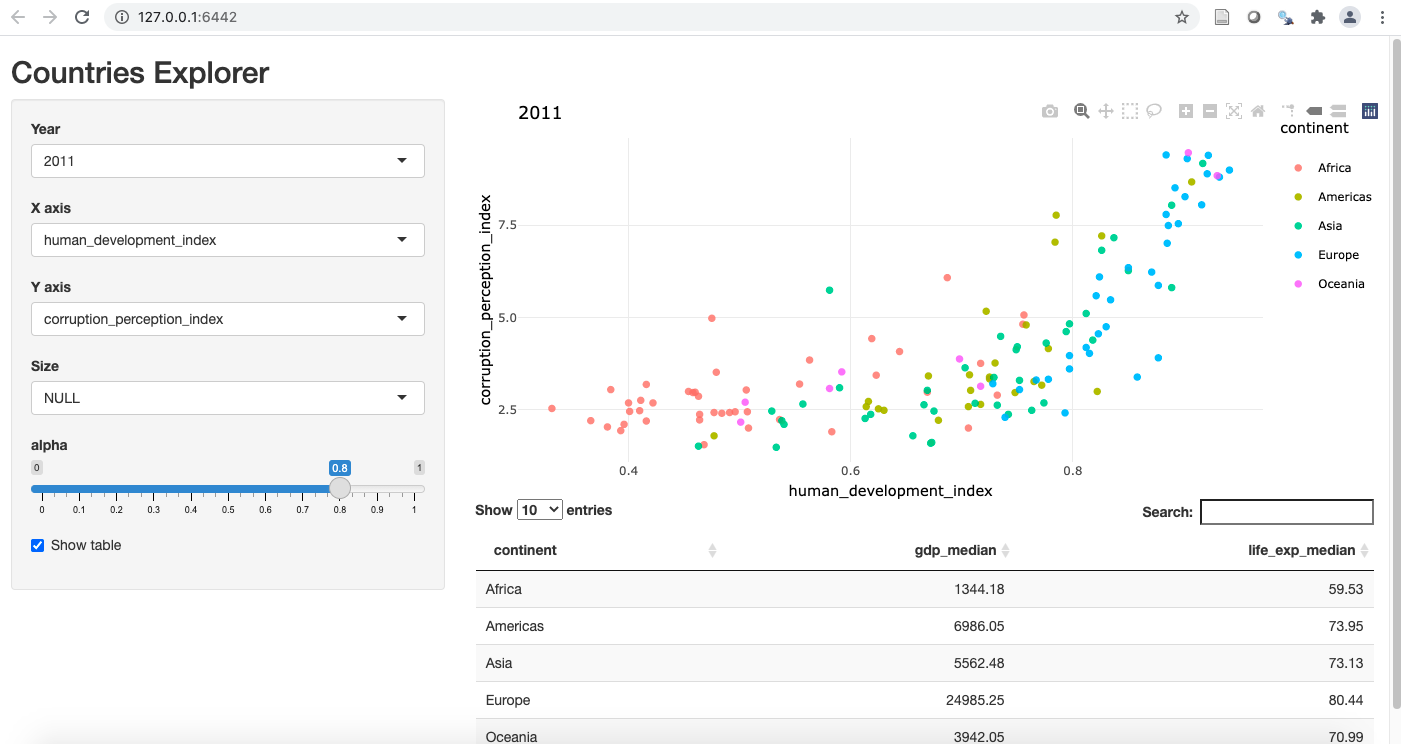 127.0.0.1:6442
Countries Explorer
Year
2011
X axis
human_development_index
Y axis
corruption_perception_index
Size
NULL
alpha
0 0.8 1
0 0.1 0.2 0.3 0.4 0.5 0.6 0.7 0.8 0.9 1
Show table
2011
continent
Africa
Americas
Asia
Europe
Oceania
corruption_perception_index
7.5
5.0
2.5
0.4 0.6 0.8
human_development_index
Show 10 entries Search:
continent gdp_median life_exp_median
Africa 1344.18 59.53
Americas 6986.05 73.95
Asia 5562.48 73.13
Europe 24985.25 80.44
Oceania 3942.05 70.99